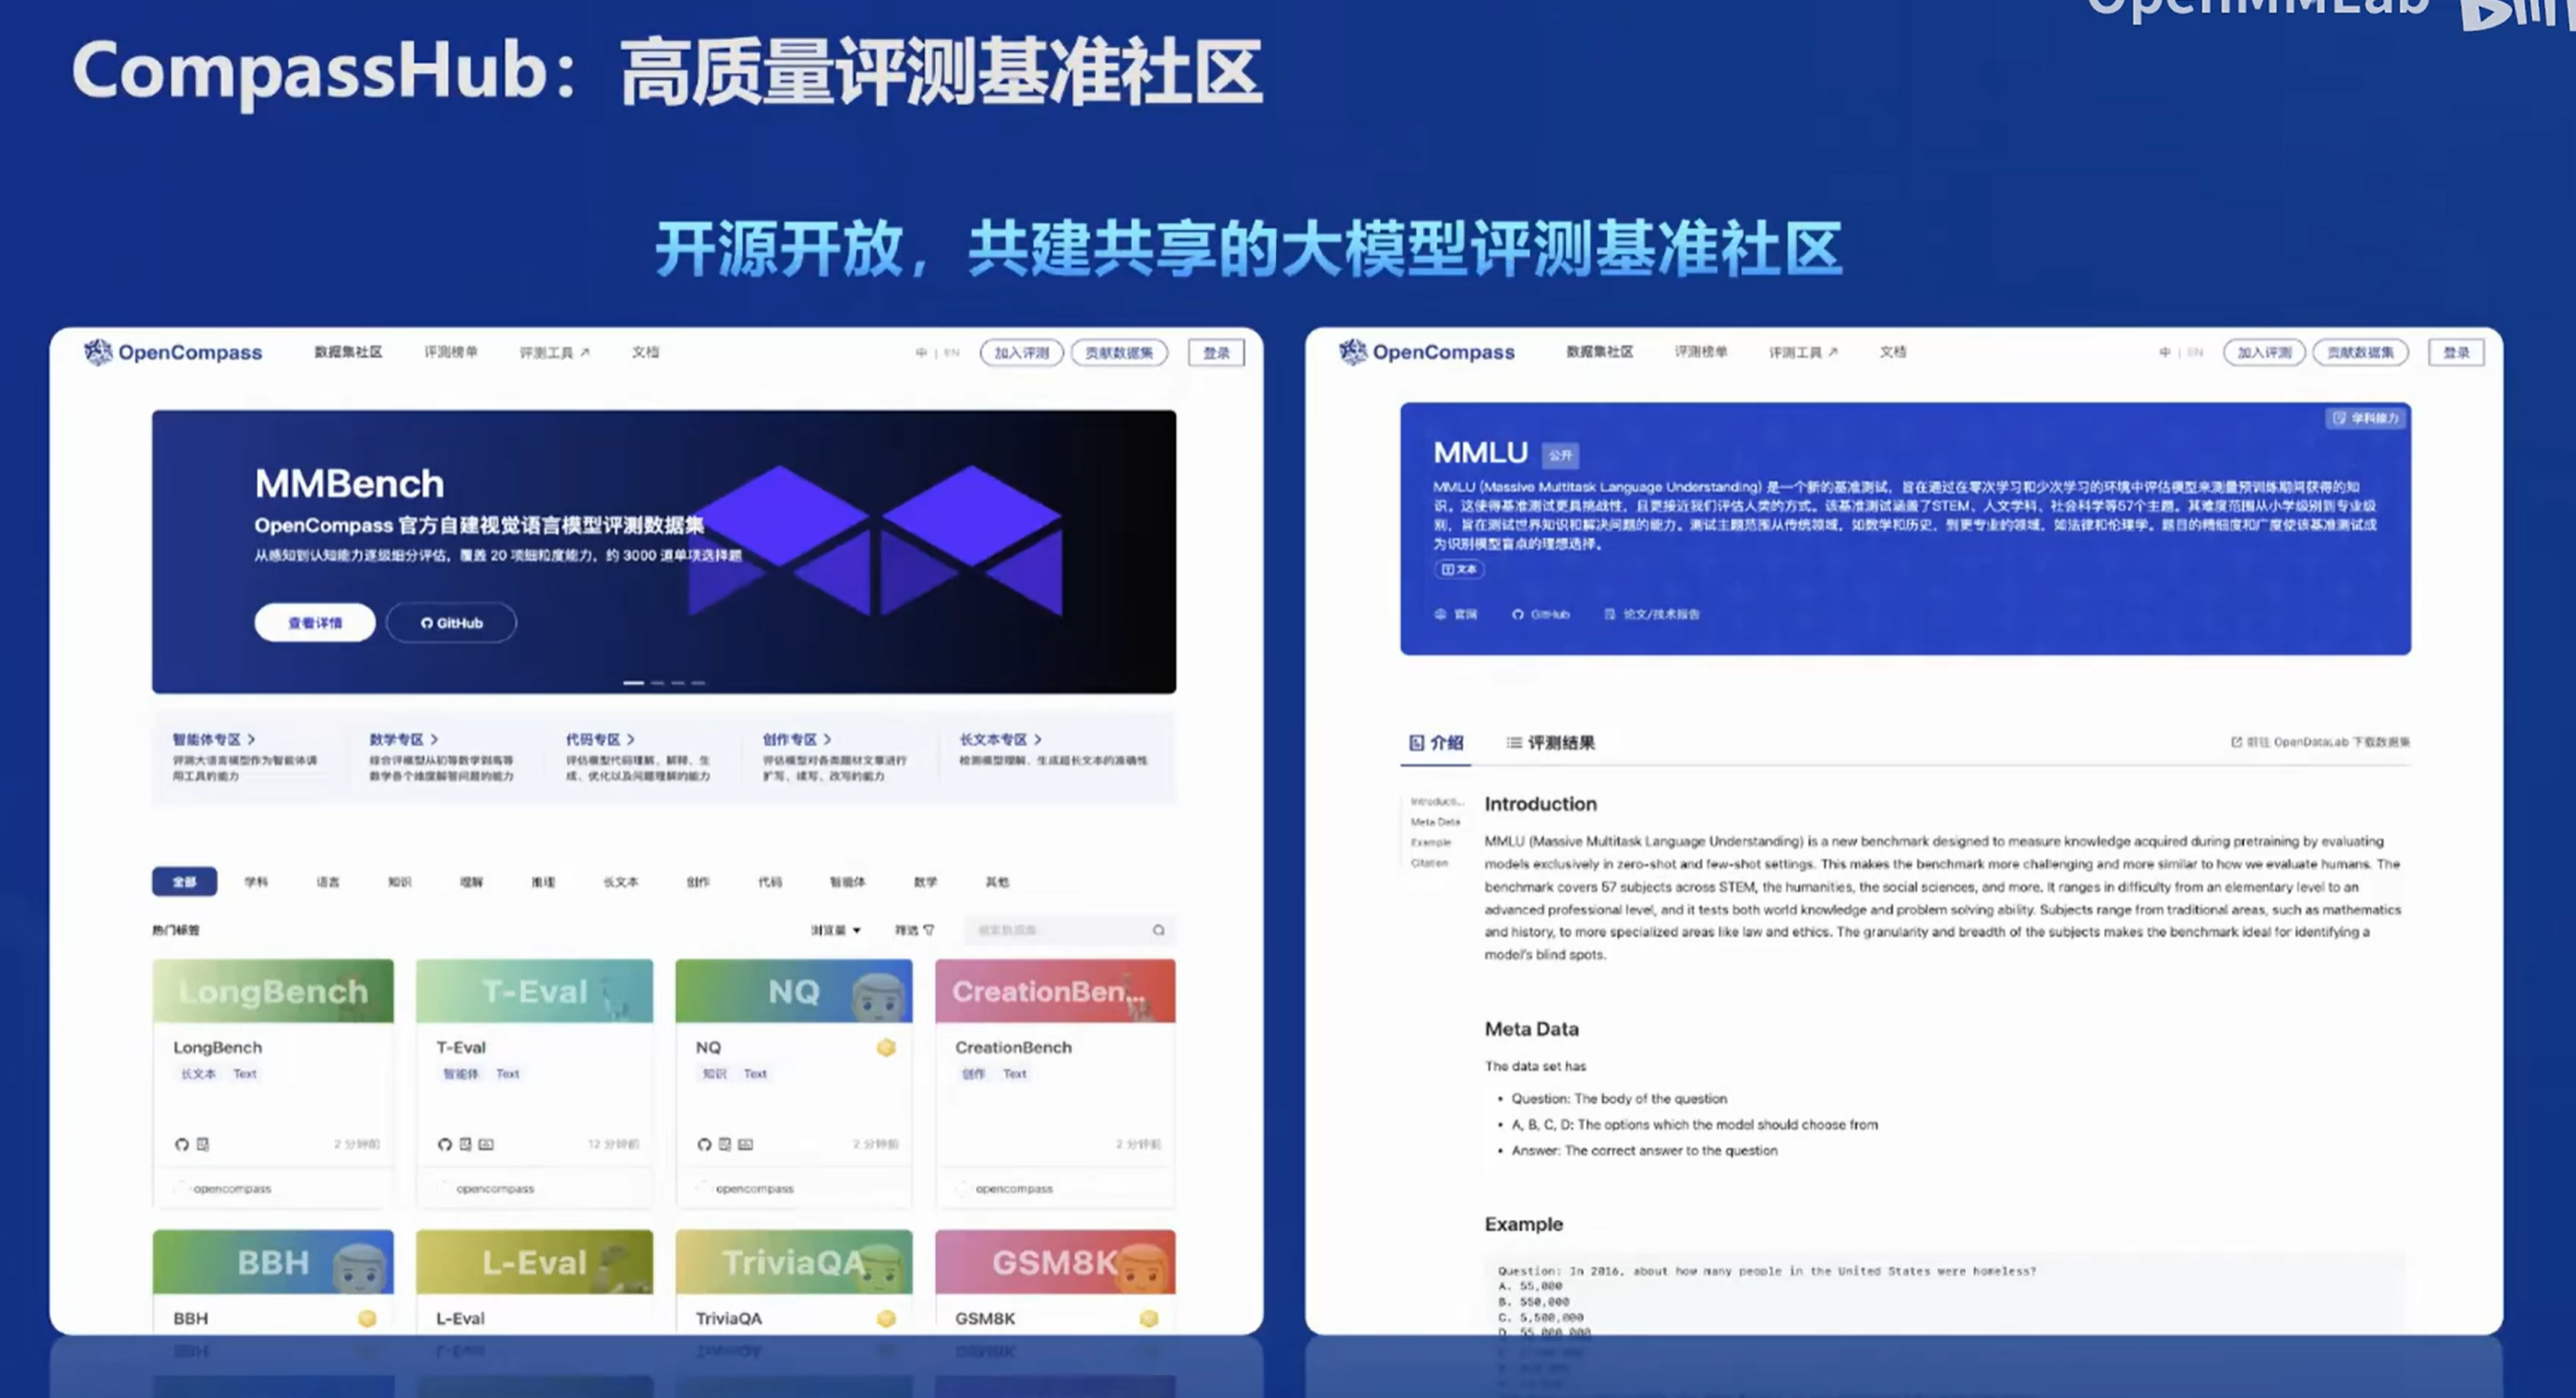 OpenMMLab
CompassHub：高质量评测基准社区
开源开放，共建共享的大模型评测基准社区
OpenCompass 数据集社区 评测榜单 评测工具 ↗ 文档 中 | EN 加入评测 贡献数据集 登录
MMBench
OpenCompass 官方自建视觉语言模型评测数据集
从感知到认知能力逐级细分评估，覆盖 20 项细粒度能力，约 3000 道单项选择题
查看详情 GitHub
智能体专区 > 数学专区 > 代码专区 > 创作专区 > 长文本专区 >
评测大语言模型作为智能体调 综合评模型从初等数学到高等 评估模型代码理解、解释、生 评估模型对各类题材文章进行 检测模型理解、生成超长文本的准确性
用工具的能力 数学各个维度解答问题的能力 成、优化以及问题理解的能力 扩写、续写、改写的能力
全部 学科 语言 知识 理解 推理 长文本 创作 代码 智能体 数学 其他
热门标签 浏览量 筛选 搜索数据集
LongBench T-Eval NQ CreationBen...
LongBench T-Eval NQ CreationBench
长文本 Text 智能体 Text 知识 Text 创作 Text
2 分钟前 12 分钟前 2 分钟前 2 分钟前
opencompass opencompass opencompass opencompass
BBH L-Eval TriviaQA GSM8K
BBH L-Eval TriviaQA GSM8K
OpenCompass 数据集社区 评测榜单 评测工具 ↗ 文档 中 | EN 加入评测 贡献数据集 登录
学科能力
MMLU 公开
MMLU (Massive Multitask Language Understanding) 是一个新的基准测试，旨在通过在零次学习和少次学习的环境中评估模型来测量预训练期间获得的知
识。这使得基准测试更具挑战性，且更接近我们评估人类的方式。该基准测试涵盖了STEM、人文学科、社会科学等57个主题。其难度范围从小学级别到专业级
别，旨在测试世界知识和解决问题的能力。测试主题范围从传统领域，如数学和历史，到更专业的领域，如法律和伦理学。题目的精细度和广度使该基准测试成
为识别模型盲点的理想选择。
文本
官网 GitHub 论文/技术报告
介绍 评测结果 前往 OpenDataLab 下载数据集
Introducti...
Meta Data
Example
Citation
Introduction
MMLU (Massive Multitask Language Understanding) is a new benchmark designed to measure knowledge acquired during pretraining by evaluating
models exclusively in zero-shot and few-shot settings. This makes the benchmark more challenging and more similar to how we evaluate humans. The
benchmark covers 57 subjects across STEM, the humanities, the social sciences, and more. It ranges in difficulty from an elementary level to an
advanced professional level, and it tests both world knowledge and problem solving ability. Subjects range from traditional areas, such as mathematics
and history, to more specialized areas like law and ethics. The granularity and breadth of the subjects makes the benchmark ideal for identifying a
model's blind spots.
Meta Data
The data set has
• Question: The body of the question
• A, B, C, D: The options which the model should choose from
• Answer: The correct answer to the question
Example
Question: In 2016, about how many people in the United States were homeless?
A. 55,000
B. 550,000
C. 5,500,000
D. 55,000,000